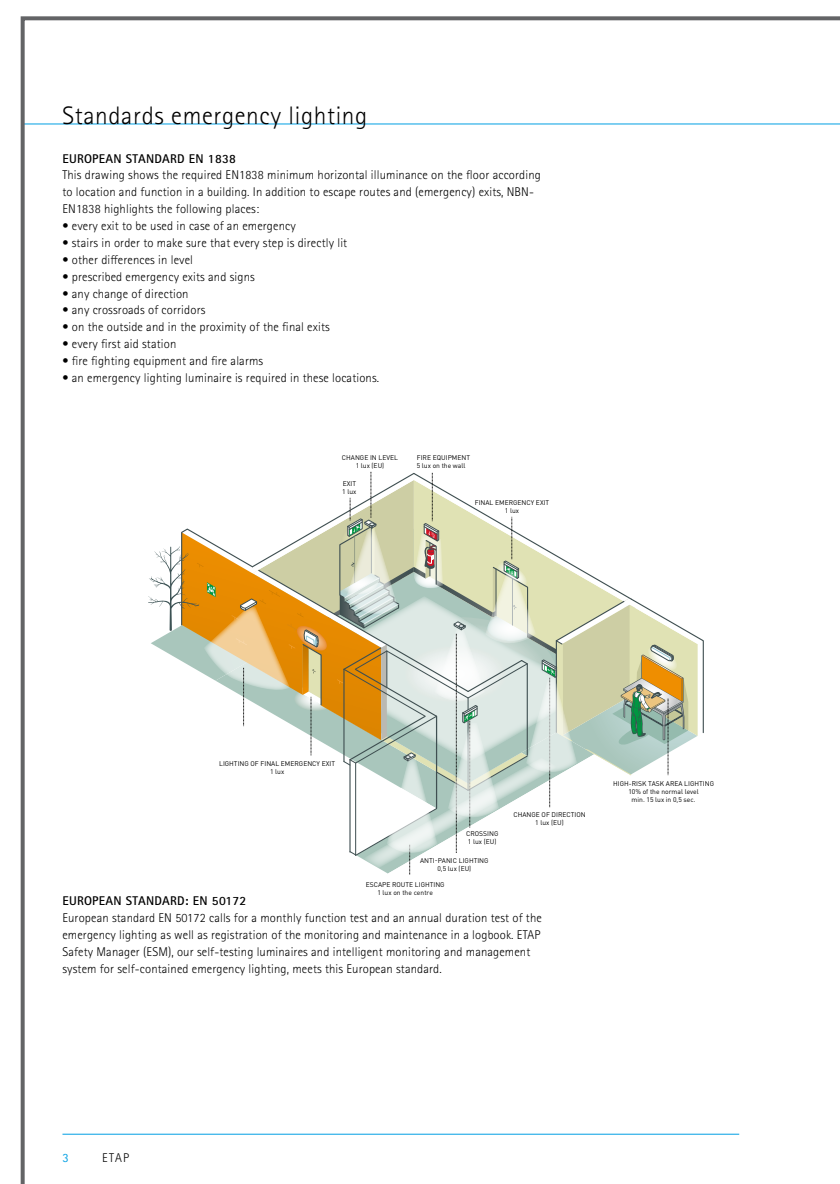 Standards emergency lighting
EUROPEAN STANDARD EN 1838
This drawing shows the required EN1838 minimum horizontal illuminance on the floor according
to location and function in a building. In addition to escape routes and (emergency) exits, NBN-
EN1838 highlights the following places:
• every exit to be used in case of an emergency
• stairs in order to make sure that every step is directly lit
• other differences in level
• prescribed emergency exits and signs
• any change of direction
• any crossroads of corridors
• on the outside and in the proximity of the final exits
• every first aid station
• fire fighting equipment and fire alarms
• an emergency lighting luminaire is required in these locations.
CHANGE IN LEVEL
1 lux (EU)
FIRE EQUIPMENT
5 lux on the wall
EXIT
1 lux
FINAL EMERGENCY EXIT
1 lux
LIGHTING OF FINAL EMERGENCY EXIT
1 lux
HIGH-RISK TASK AREA LIGHTING
10% of the normal level
min. 15 lux in 0,5 sec.
CHANGE OF DIRECTION
1 lux (EU)
CROSSING
1 lux (EU)
ANTI-PANIC LIGHTING
0,5 lux (EU)
ESCAPE ROUTE LIGHTING
1 lux on the centre
EUROPEAN STANDARD: EN 50172
European standard EN 50172 calls for a monthly function test and an annual duration test of the
emergency lighting as well as registration of the monitoring and maintenance in a logbook. ETAP
Safety Manager (ESM), our self-testing luminaires and intelligent monitoring and management
system for self-contained emergency lighting, meets this European standard.
3 ETAP